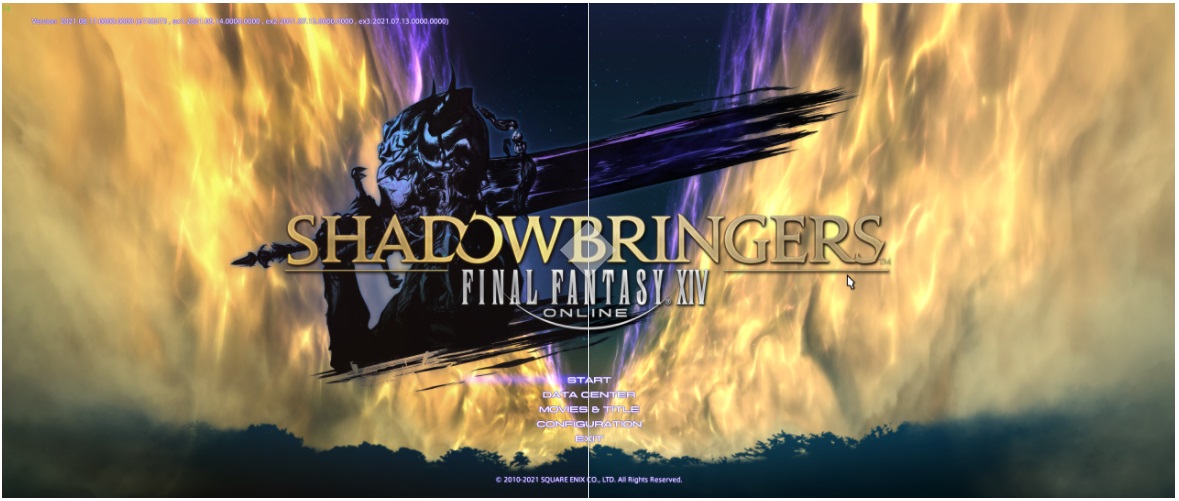 SHADOWBRINGERS™
FINAL FANTASY® XIV
ONLINE
START
DATA CENTER
MOVIES & TITLE
CONFIGURATION
EXIT
© 2010-2021 SQUARE ENIX CO., LTD. All Rights Reserved.